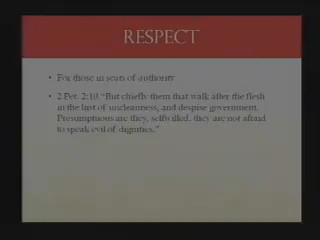 RESPECT
• For those in seats of authority
• 2 Pet. 2:10 “But chiefly them that walk after the flesh
in the lust of uncleanness, and despise government.
Presumptuous are they, selfwilled, they are not afraid
to speak evil of dignities.”